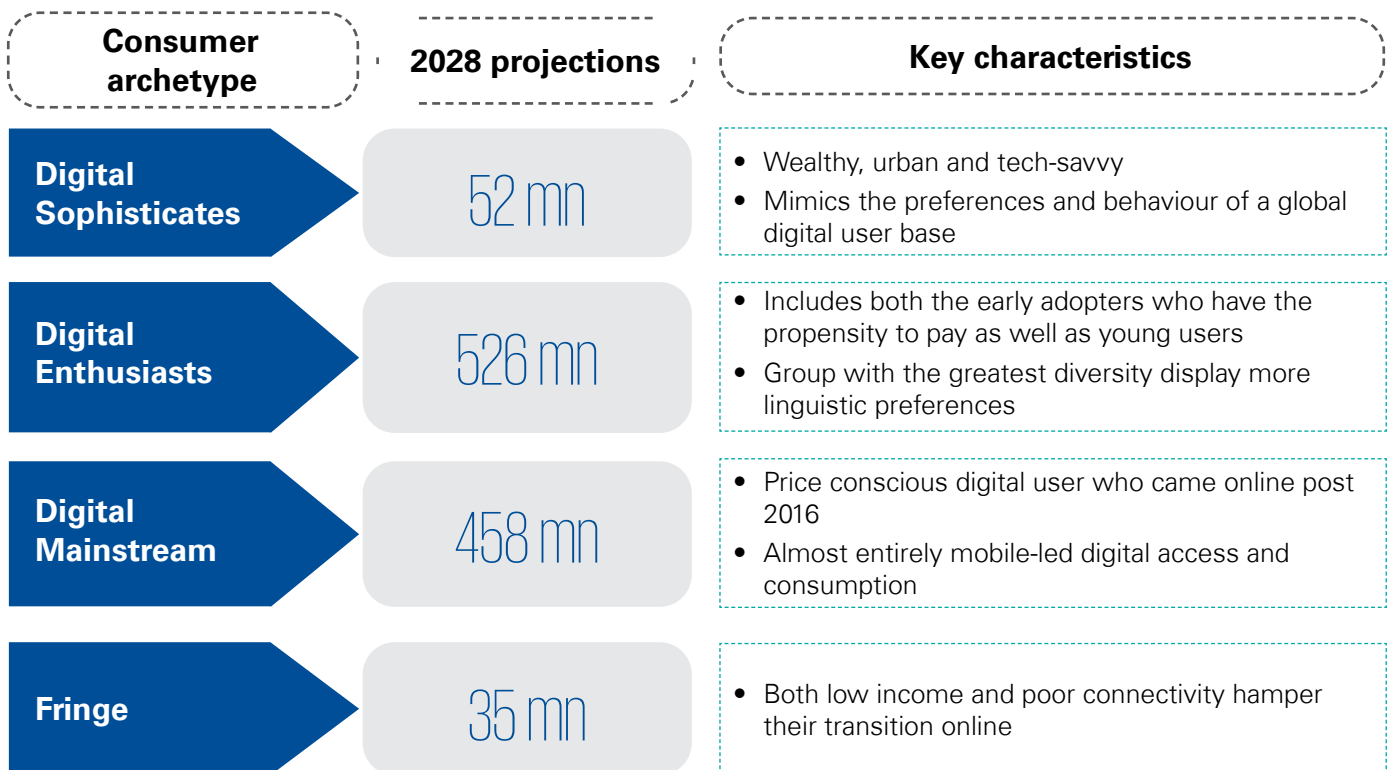 Consumer
archetype
2028 projections
Key characteristics
Digital
Sophisticates
52 mn
• Wealthy, urban and tech-savvy
• Mimics the preferences and behaviour of a global
digital user base
Digital
Enthusiasts
526 mn
• Includes both the early adopters who have the
propensity to pay as well as young users
• Group with the greatest diversity display more
linguistic preferences
Digital
Mainstream
458 mn
• Price conscious digital user who came online post
2016
• Almost entirely mobile-led digital access and
consumption
Fringe
35 mn
• Both low income and poor connectivity hamper
their transition online